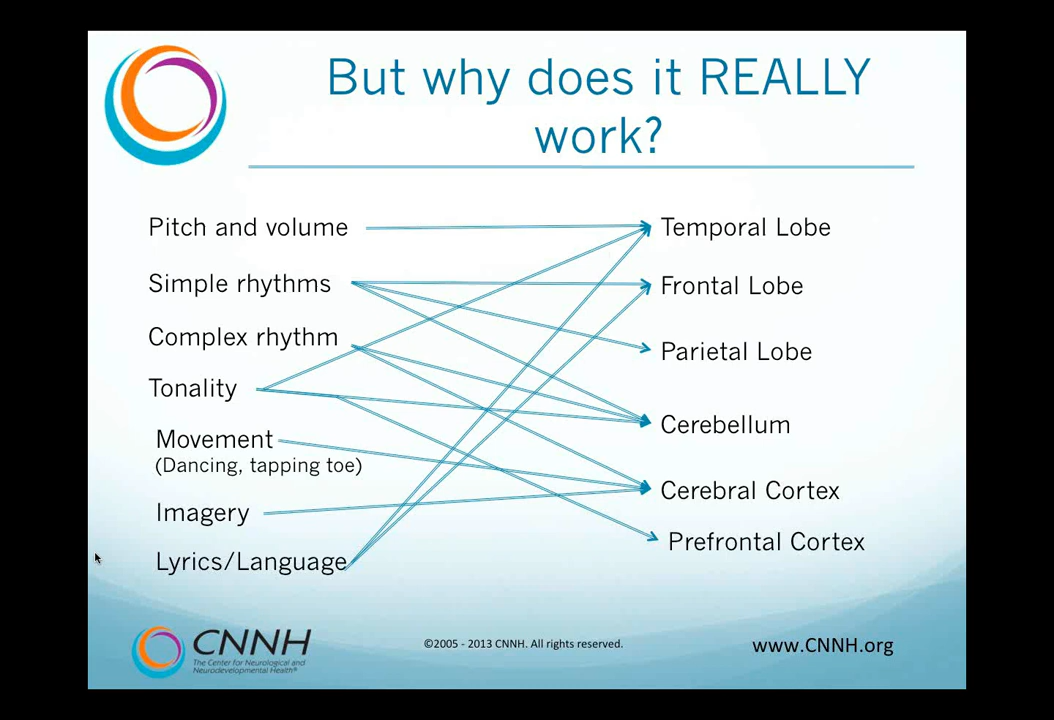 But why does it REALLY
work?
Pitch and volume
Temporal Lobe
Simple rhythms
Frontal Lobe
Complex rhythm
Parietal Lobe
Tonality
Cerebellum
Movement
(Dancing, tapping toe)
Cerebral Cortex
Imagery
Prefrontal Cortex
Lyrics/Language
CNNH
The Center for Neurological and
Neurodevelopmental Health®
©2005 - 2013 CNNH. All rights reserved.
www.CNNH.org